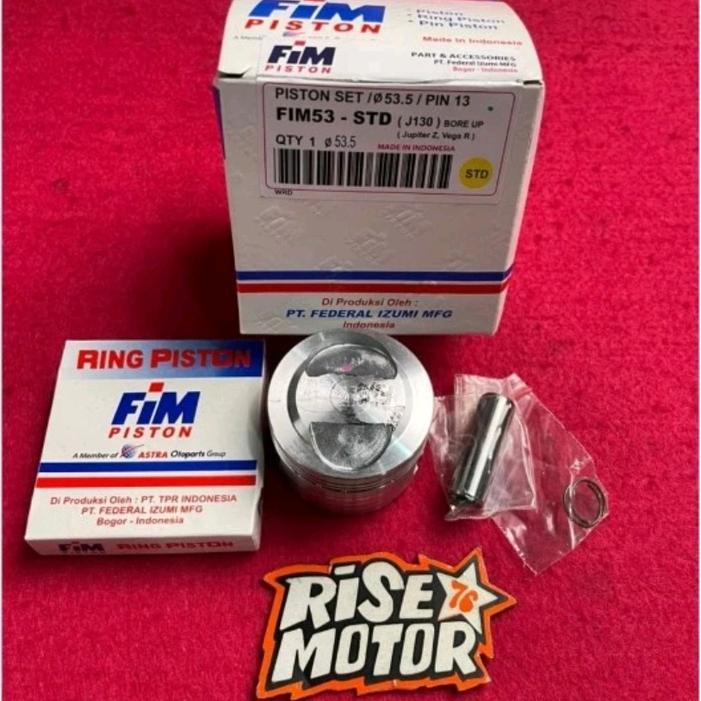 FiM
PISTON
- Piston
- Ring Piston
- Pin Piston
Made in Indonesia
FiM
PISTON
PART & ACCESSORIES
PT. Federal Izumi MFG
Bogor - Indonesia
PISTON SET /Ø53.5 / PIN 13
FIM53 - STD ( J130 ) BORE UP
( Jupiter Z, Vega R )
QTY 1 Ø 53.5
MADE IN INDONESIA
STD
WRD
Di Produksi Oleh :
PT. FEDERAL IZUMI MFG
Indonesia
RING PISTON
FiM
PISTON
A Member of ASTRA Otoparts Group
Di Produksi Oleh : PT. TPR INDONESIA
PT. FEDERAL IZUMI MFG
Bogor - Indonesia
FiM RING PISTON
PISTON
RiSE 76
MOTOR